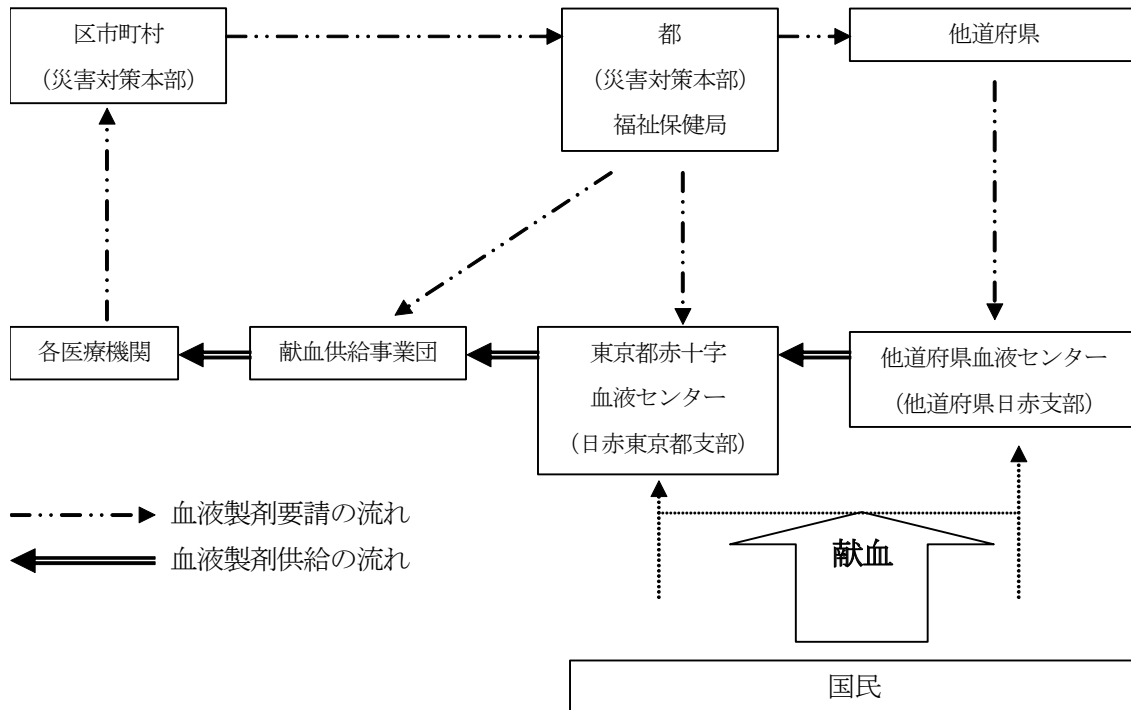 区市町村
（災害対策本部）
都
（災害対策本部）
福祉保健局
他道府県
各医療機関
献血供給事業団
東京都赤十字
血液センター
（日赤東京都支部）
他道府県血液センター
（他道府県日赤支部）
血液製剤要請の流れ
血液製剤供給の流れ
献血
国民